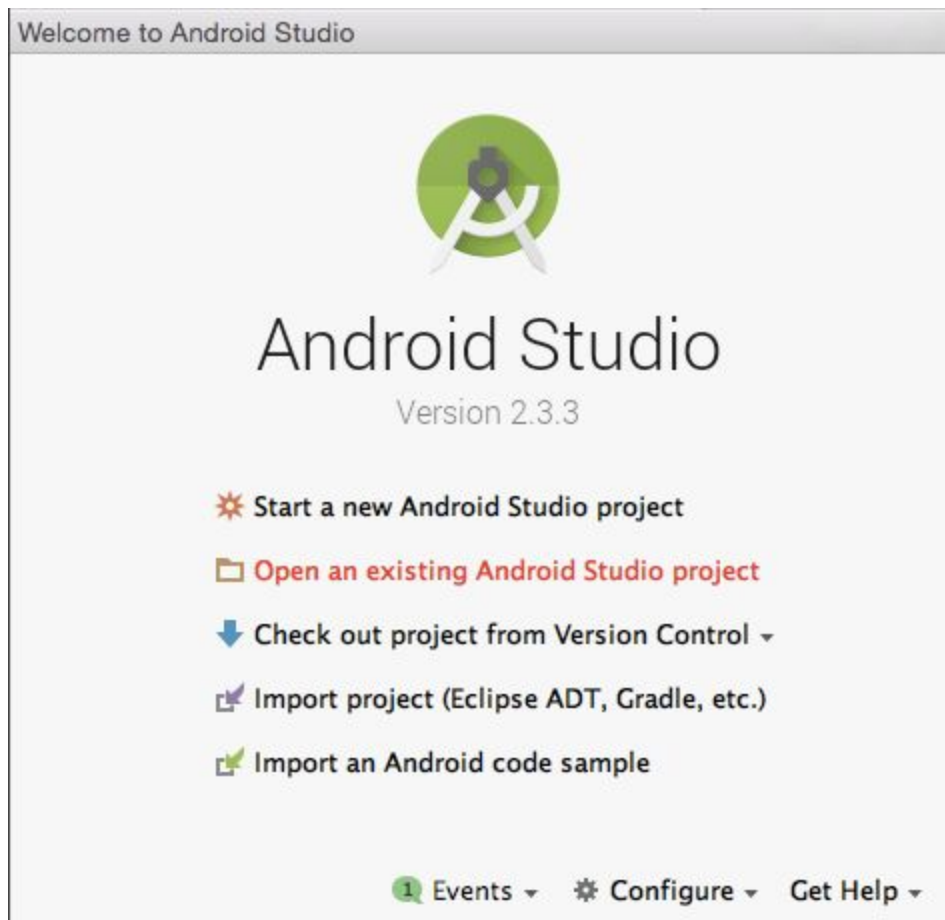 Welcome to Android Studio
Android Studio
Version 2.3.3
Start a new Android Studio project
Open an existing Android Studio project
Check out project from Version Control
Import project (Eclipse ADT, Gradle, etc.)
Import an Android code sample
1 Events Configure Get Help